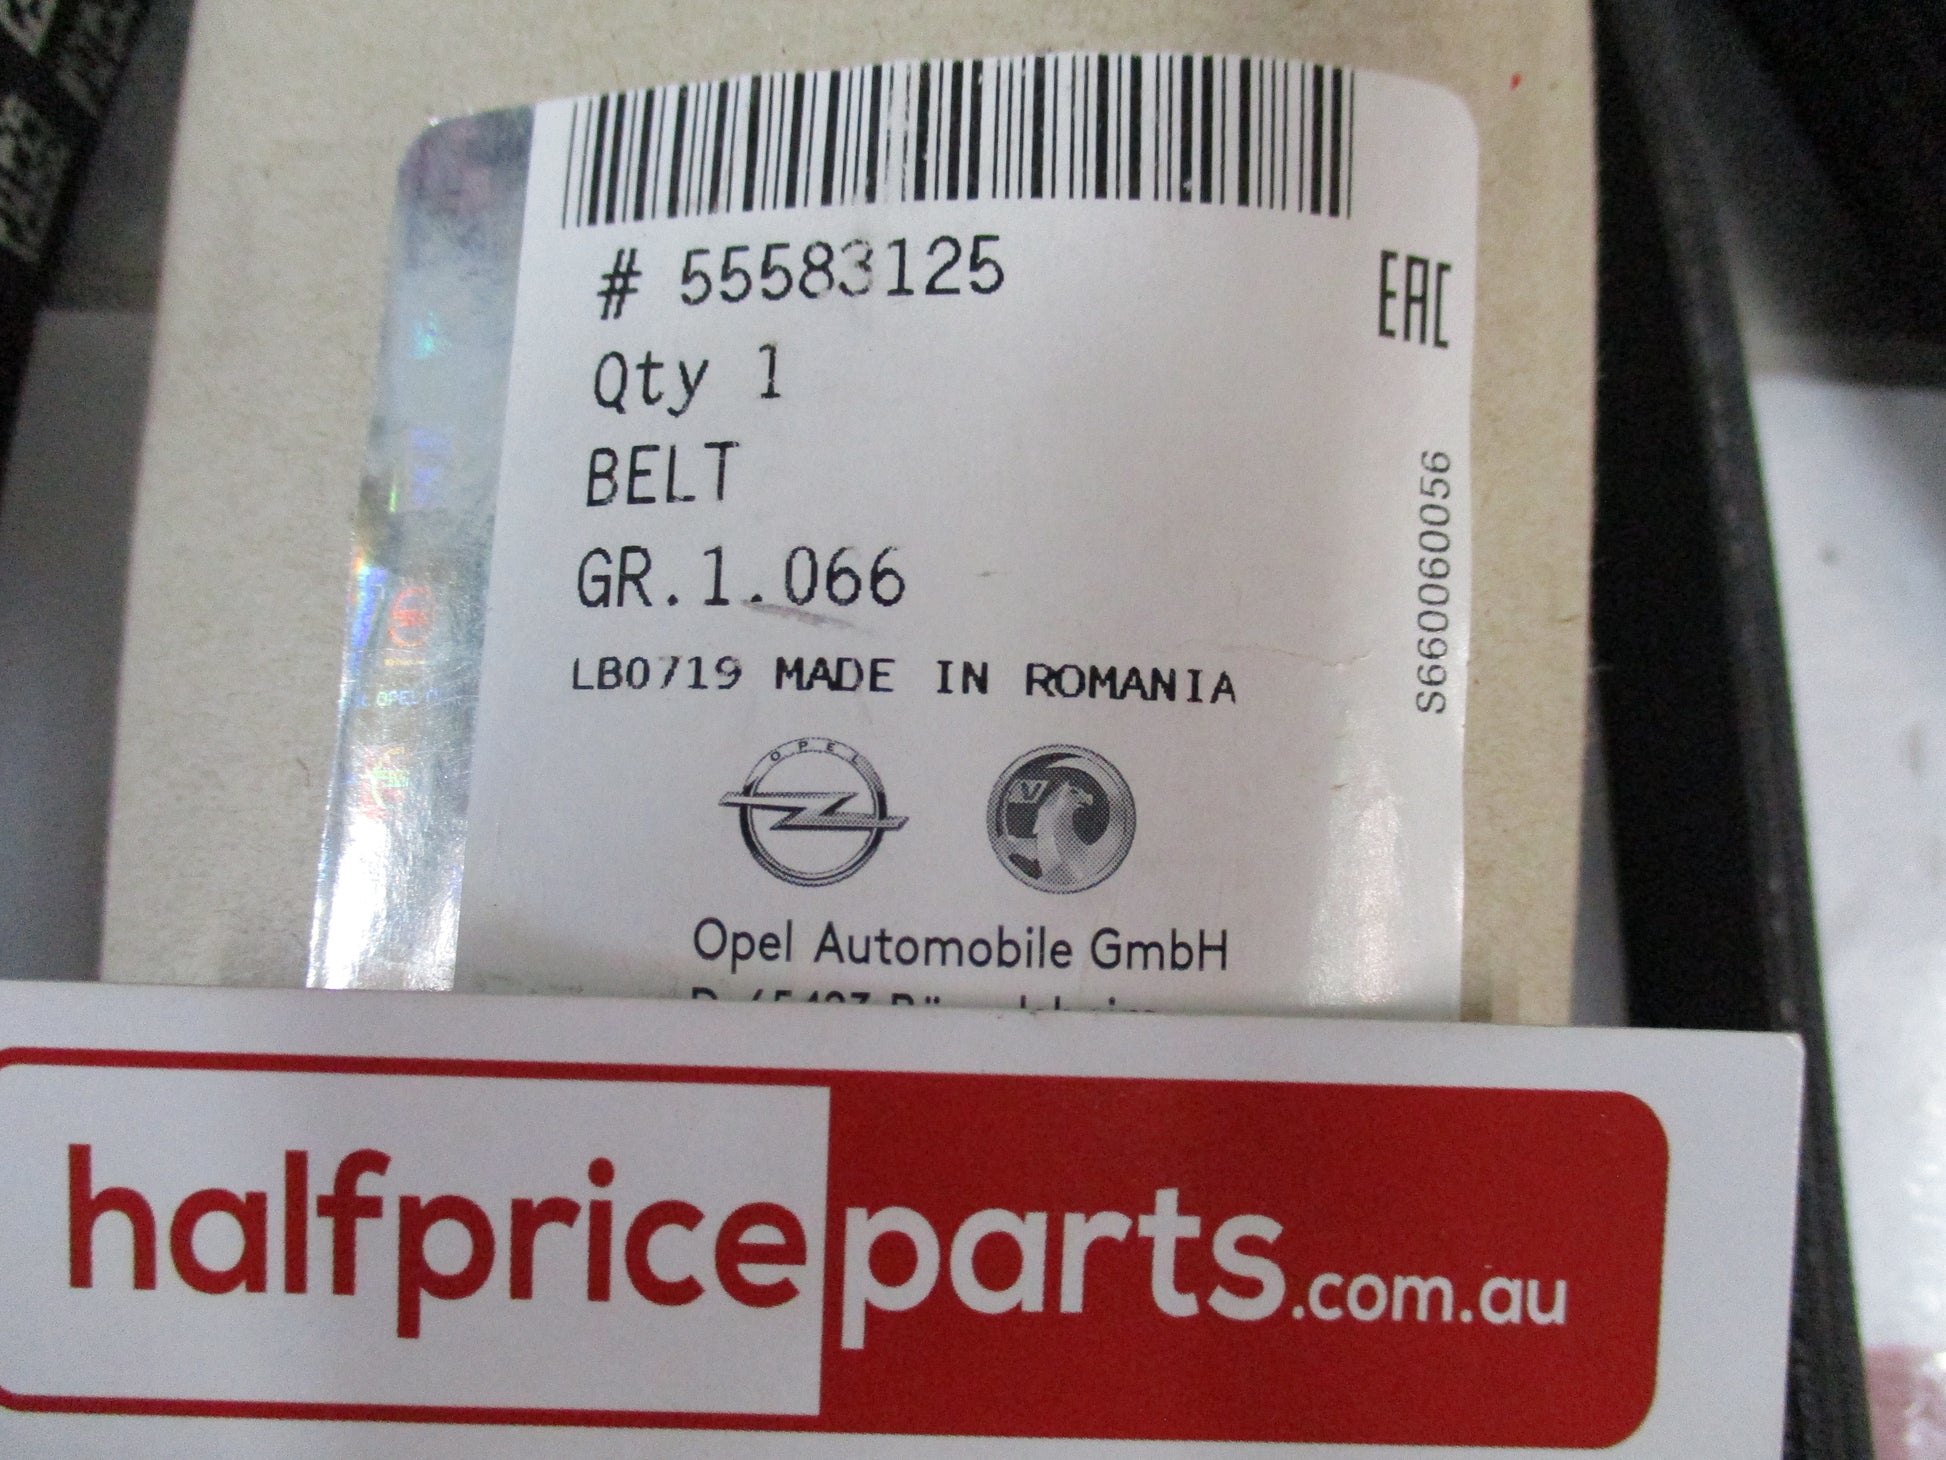 # 55583125
EAC
Qty 1
BELT
GR.1.066
LB0719 MADE IN ROMANIA
S660060056
OPEL
V
Opel Automobile GmbH
halfpriceparts.com.au